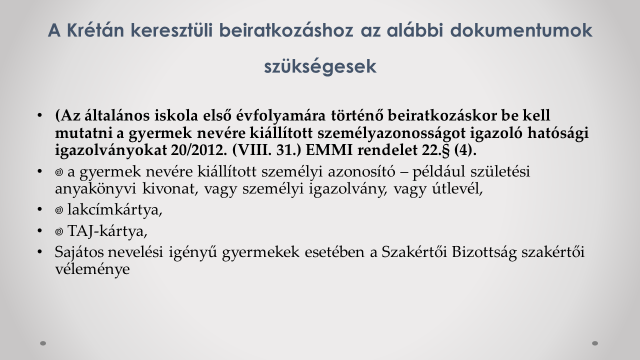 A Krétán keresztüli beiratkozáshoz az alábbi dokumentumok
szükségesek
• (Az általános iskola első évfolyamára történő beiratkozáskor be kell
mutatni a gyermek nevére kiállított személyazonosságot igazoló hatósági
igazolványokat 20/2012. (VIII. 31.) EMMI rendelet 22.§ (4).
• ๏ a gyermek nevére kiállított személyi azonosító – például születési
anyakönyvi kivonat, vagy személyi igazolvány, vagy útlevél,
• ๏ lakcímkártya,
• ๏ TAJ-kártya,
• Sajátos nevelési igényű gyermekek esetében a Szakértői Bizottság szakértői
véleménye